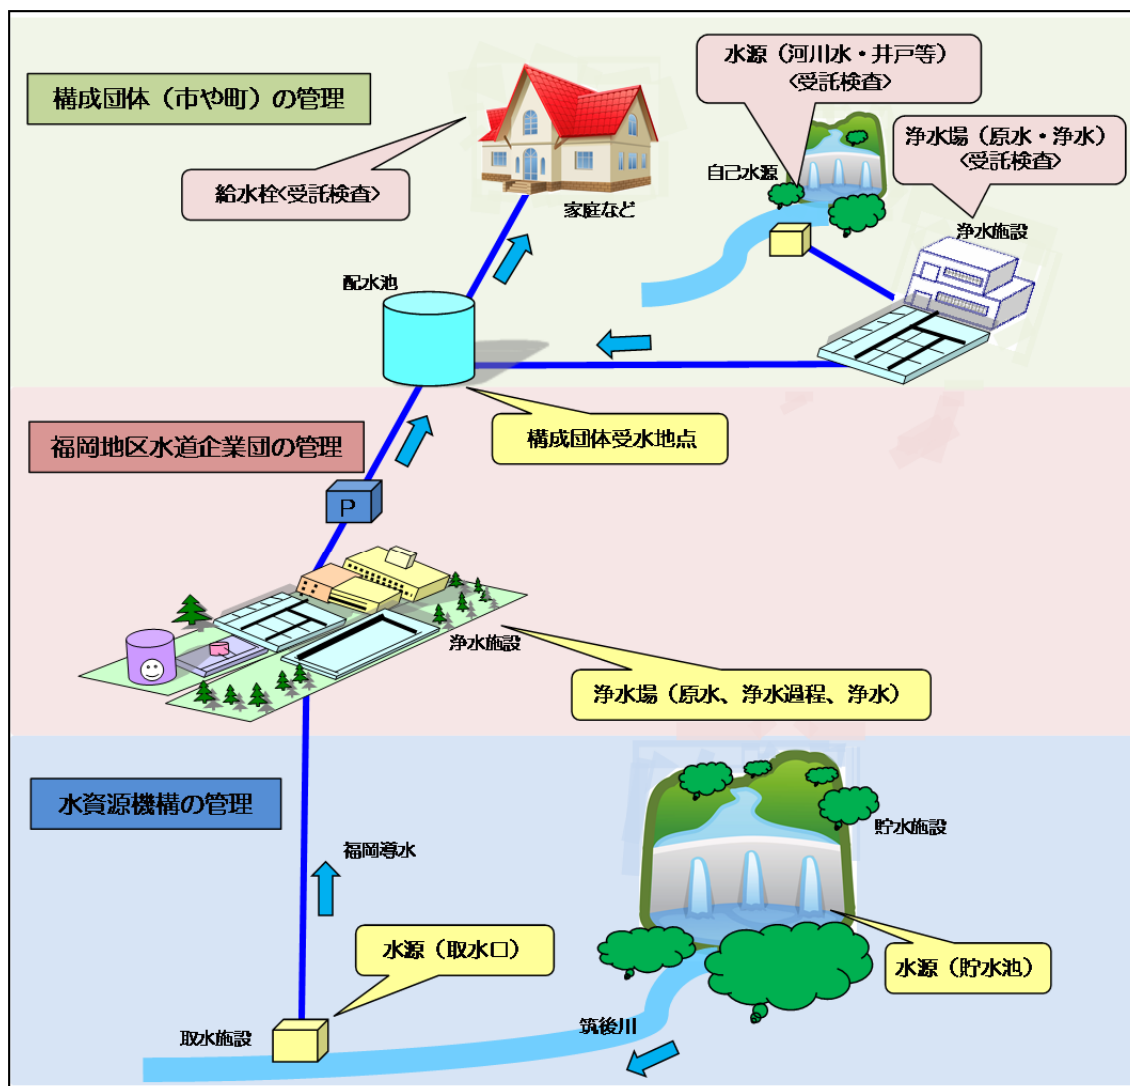 水源（河川水・井戸等）
<受託検査>
構成団体（市や町）の管理
浄水場（原水・浄水）
<受託検査>
自己水源
給水栓<受託検査>
家庭など
浄水施設
配水池
構成団体受水地点
福岡地区水道企業団の管理
P
浄水施設
浄水場（原水、浄水過程、浄水）
水資源機構の管理
貯水施設
福岡導水
水源（取水口）
水源（貯水池）
筑後川
取水施設